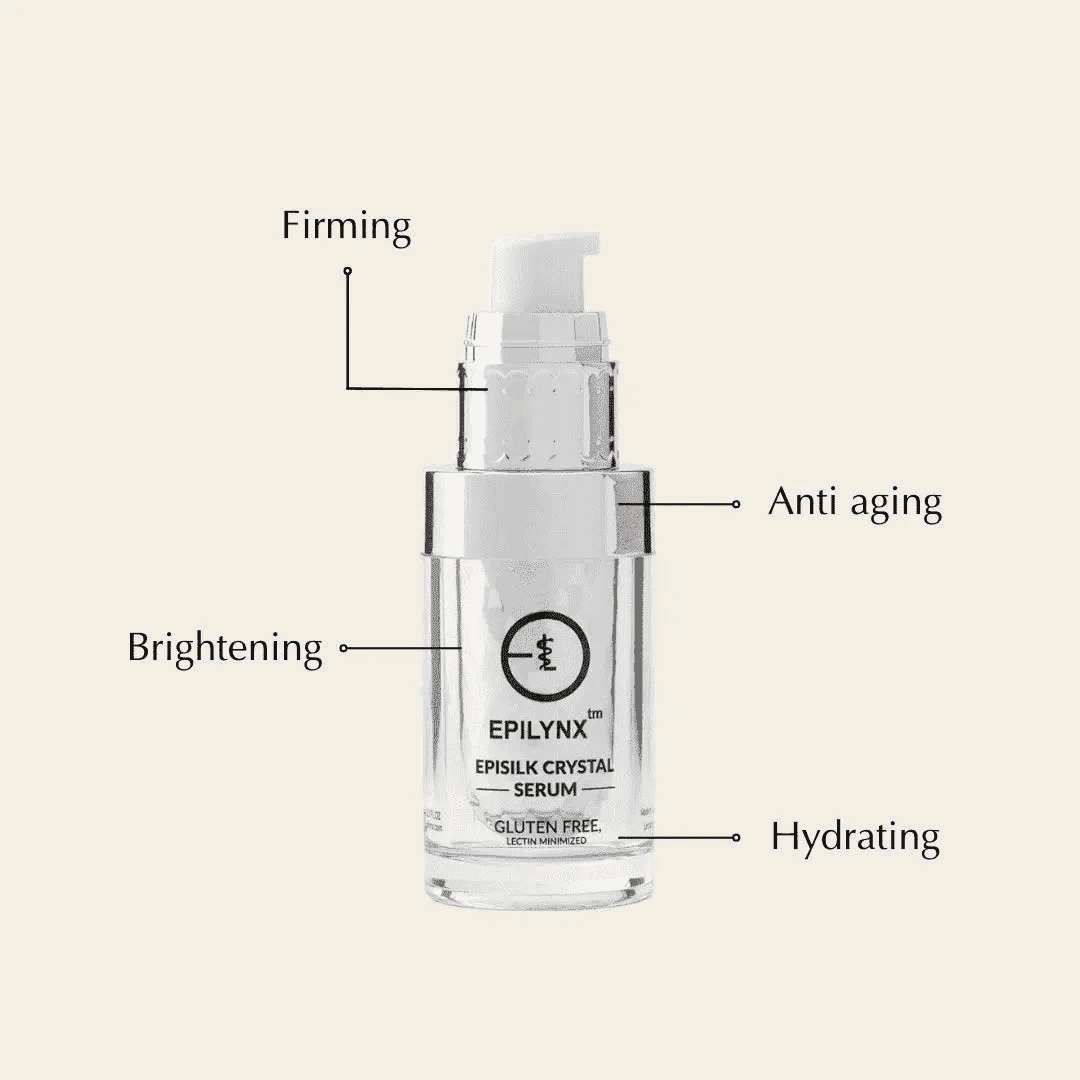 Firming
Anti aging
Brightening
EPILYNX tm
EPISILK CRYSTAL
SERUM
GLUTEN FREE,
LECTIN MINIMIZED
Hydrating